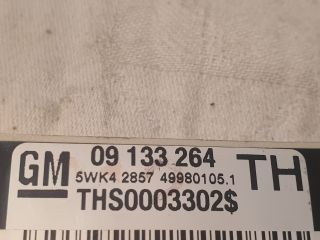 GM 09 133 264 TH
5WK4 2857 49980105.1
THS0003302$